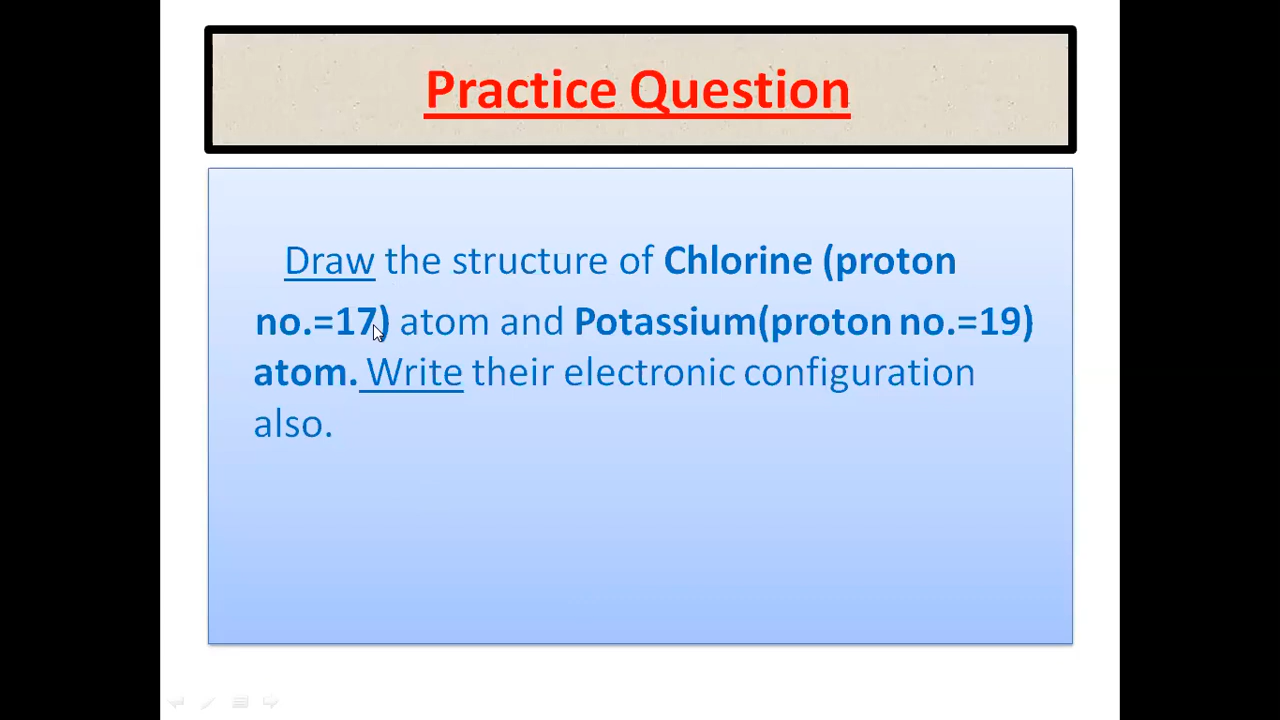 Practice Question
Draw the structure of Chlorine (proton
no.=17) atom and Potassium(proton no.=19)
atom. Write their electronic configuration
also.